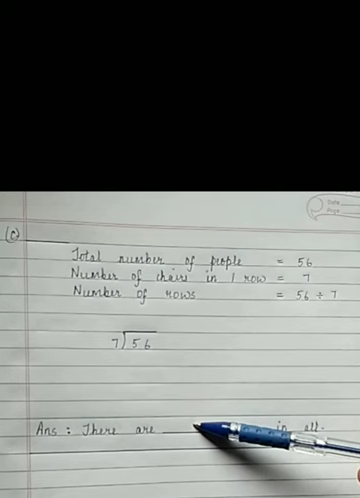 Date
Page
(C)
Total number of people = 56
Number of chairs in 1 row = 7
Number of rows = 56 ÷ 7
7)56
Ans : There are ______ in all.